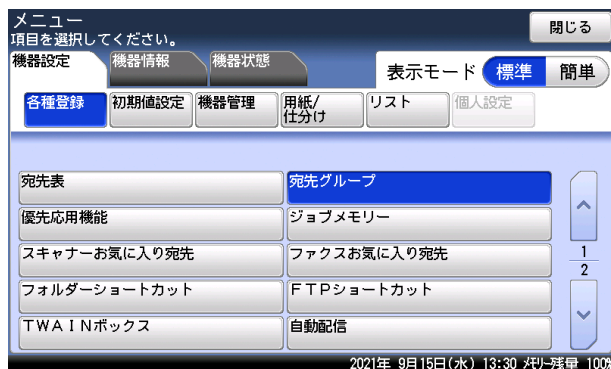 メニュー
閉じる
項目を選択してください。
機器設定 機器情報 機器状態
表示モード 標準 簡単
各種登録 初期値設定 機器管理 用紙/ リスト 個人設定
仕分け
宛先表 宛先グループ
優先応用機能 ジョブメモリー
スキャナーお気に入り宛先 ファクスお気に入り宛先
フォルダーショートカット ＦＴＰショートカット
ＴＷＡＩＮボックス 自動配信
1
2
2021年 9月15日(水) 13:30 ﾒﾓﾘｰ残量 100%